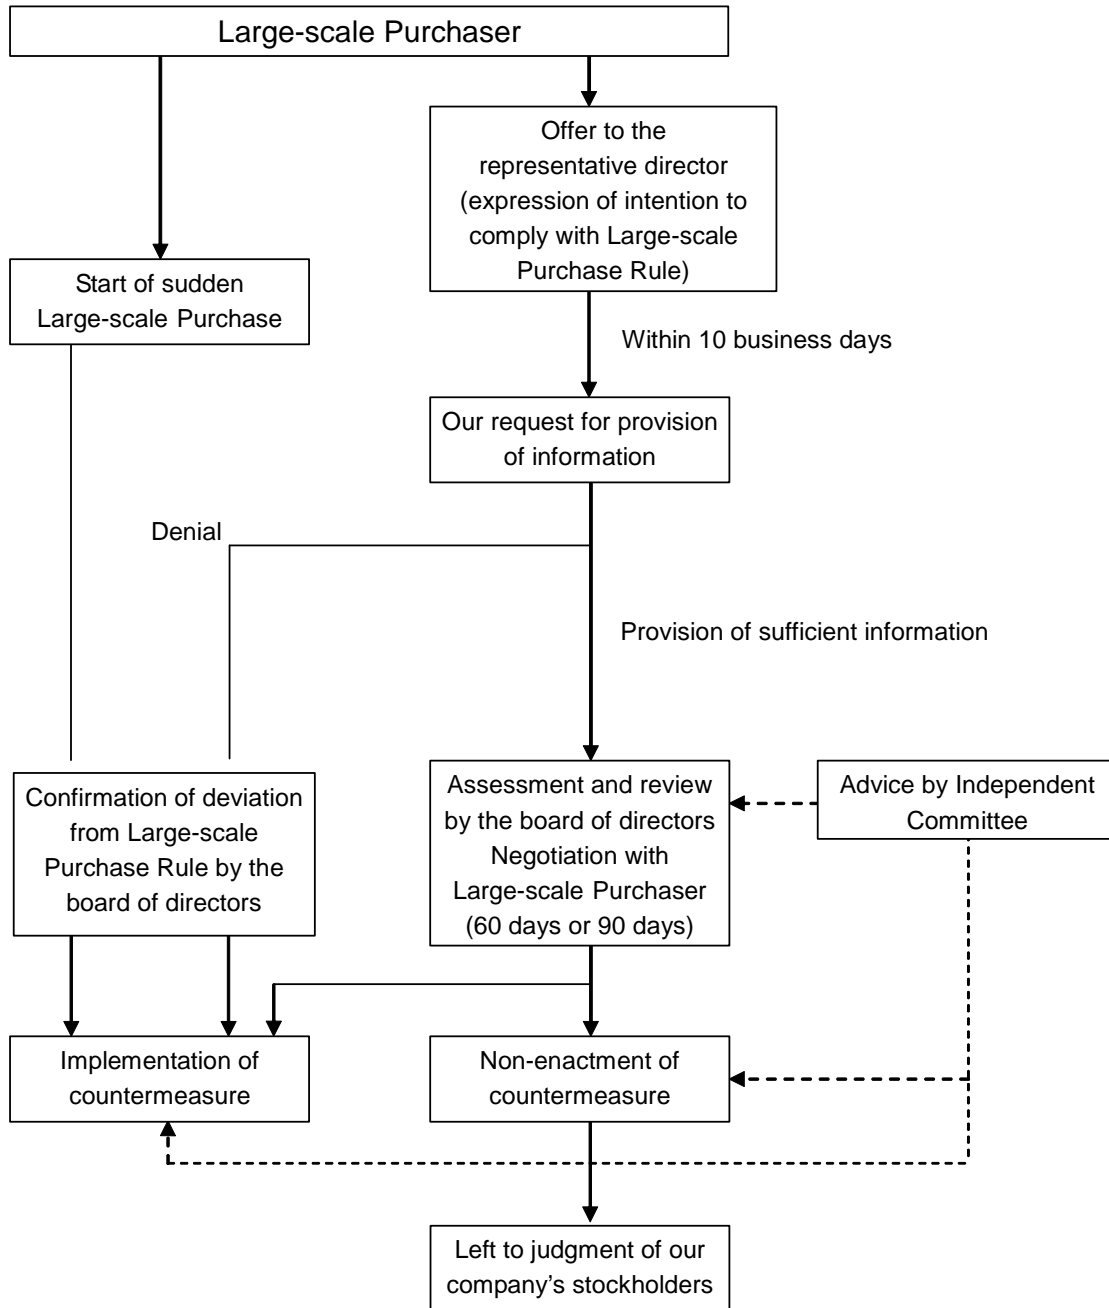 Large-scale Purchaser
Offer to the
representative director
(expression of intention to
comply with Large-scale
Purchase Rule)
Start of sudden
Large-scale Purchase
Within 10 business days
Our request for provision
of information
Denial
Provision of sufficient information
Confirmation of deviation
from Large-scale
Purchase Rule by the
board of directors
Assessment and review
by the board of directors
Negotiation with
Large-scale Purchaser
(60 days or 90 days)
Advice by Independent
Committee
Implementation of
countermeasure
Non-enactment of
countermeasure
Left to judgment of our
company’s stockholders